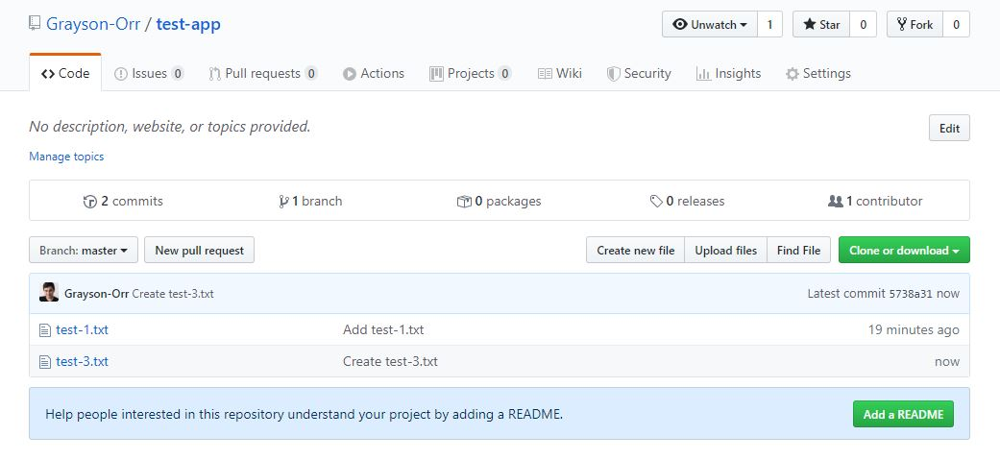 Grayson-Orr / test-app Unwatch 1 Star 0 Fork 0
Code Issues 0 Pull requests 0 Actions Projects 0 Wiki Security Insights Settings
No description, website, or topics provided. Edit
Manage topics
2 commits 1 branch 0 packages 0 releases 1 contributor
Branch: master New pull request Create new file Upload files Find File Clone or download
Grayson-Orr Create test-3.txt Latest commit 5738a31 now
test-1.txt Add test-1.txt 19 minutes ago
test-3.txt Create test-3.txt now
Help people interested in this repository understand your project by adding a README. Add a README